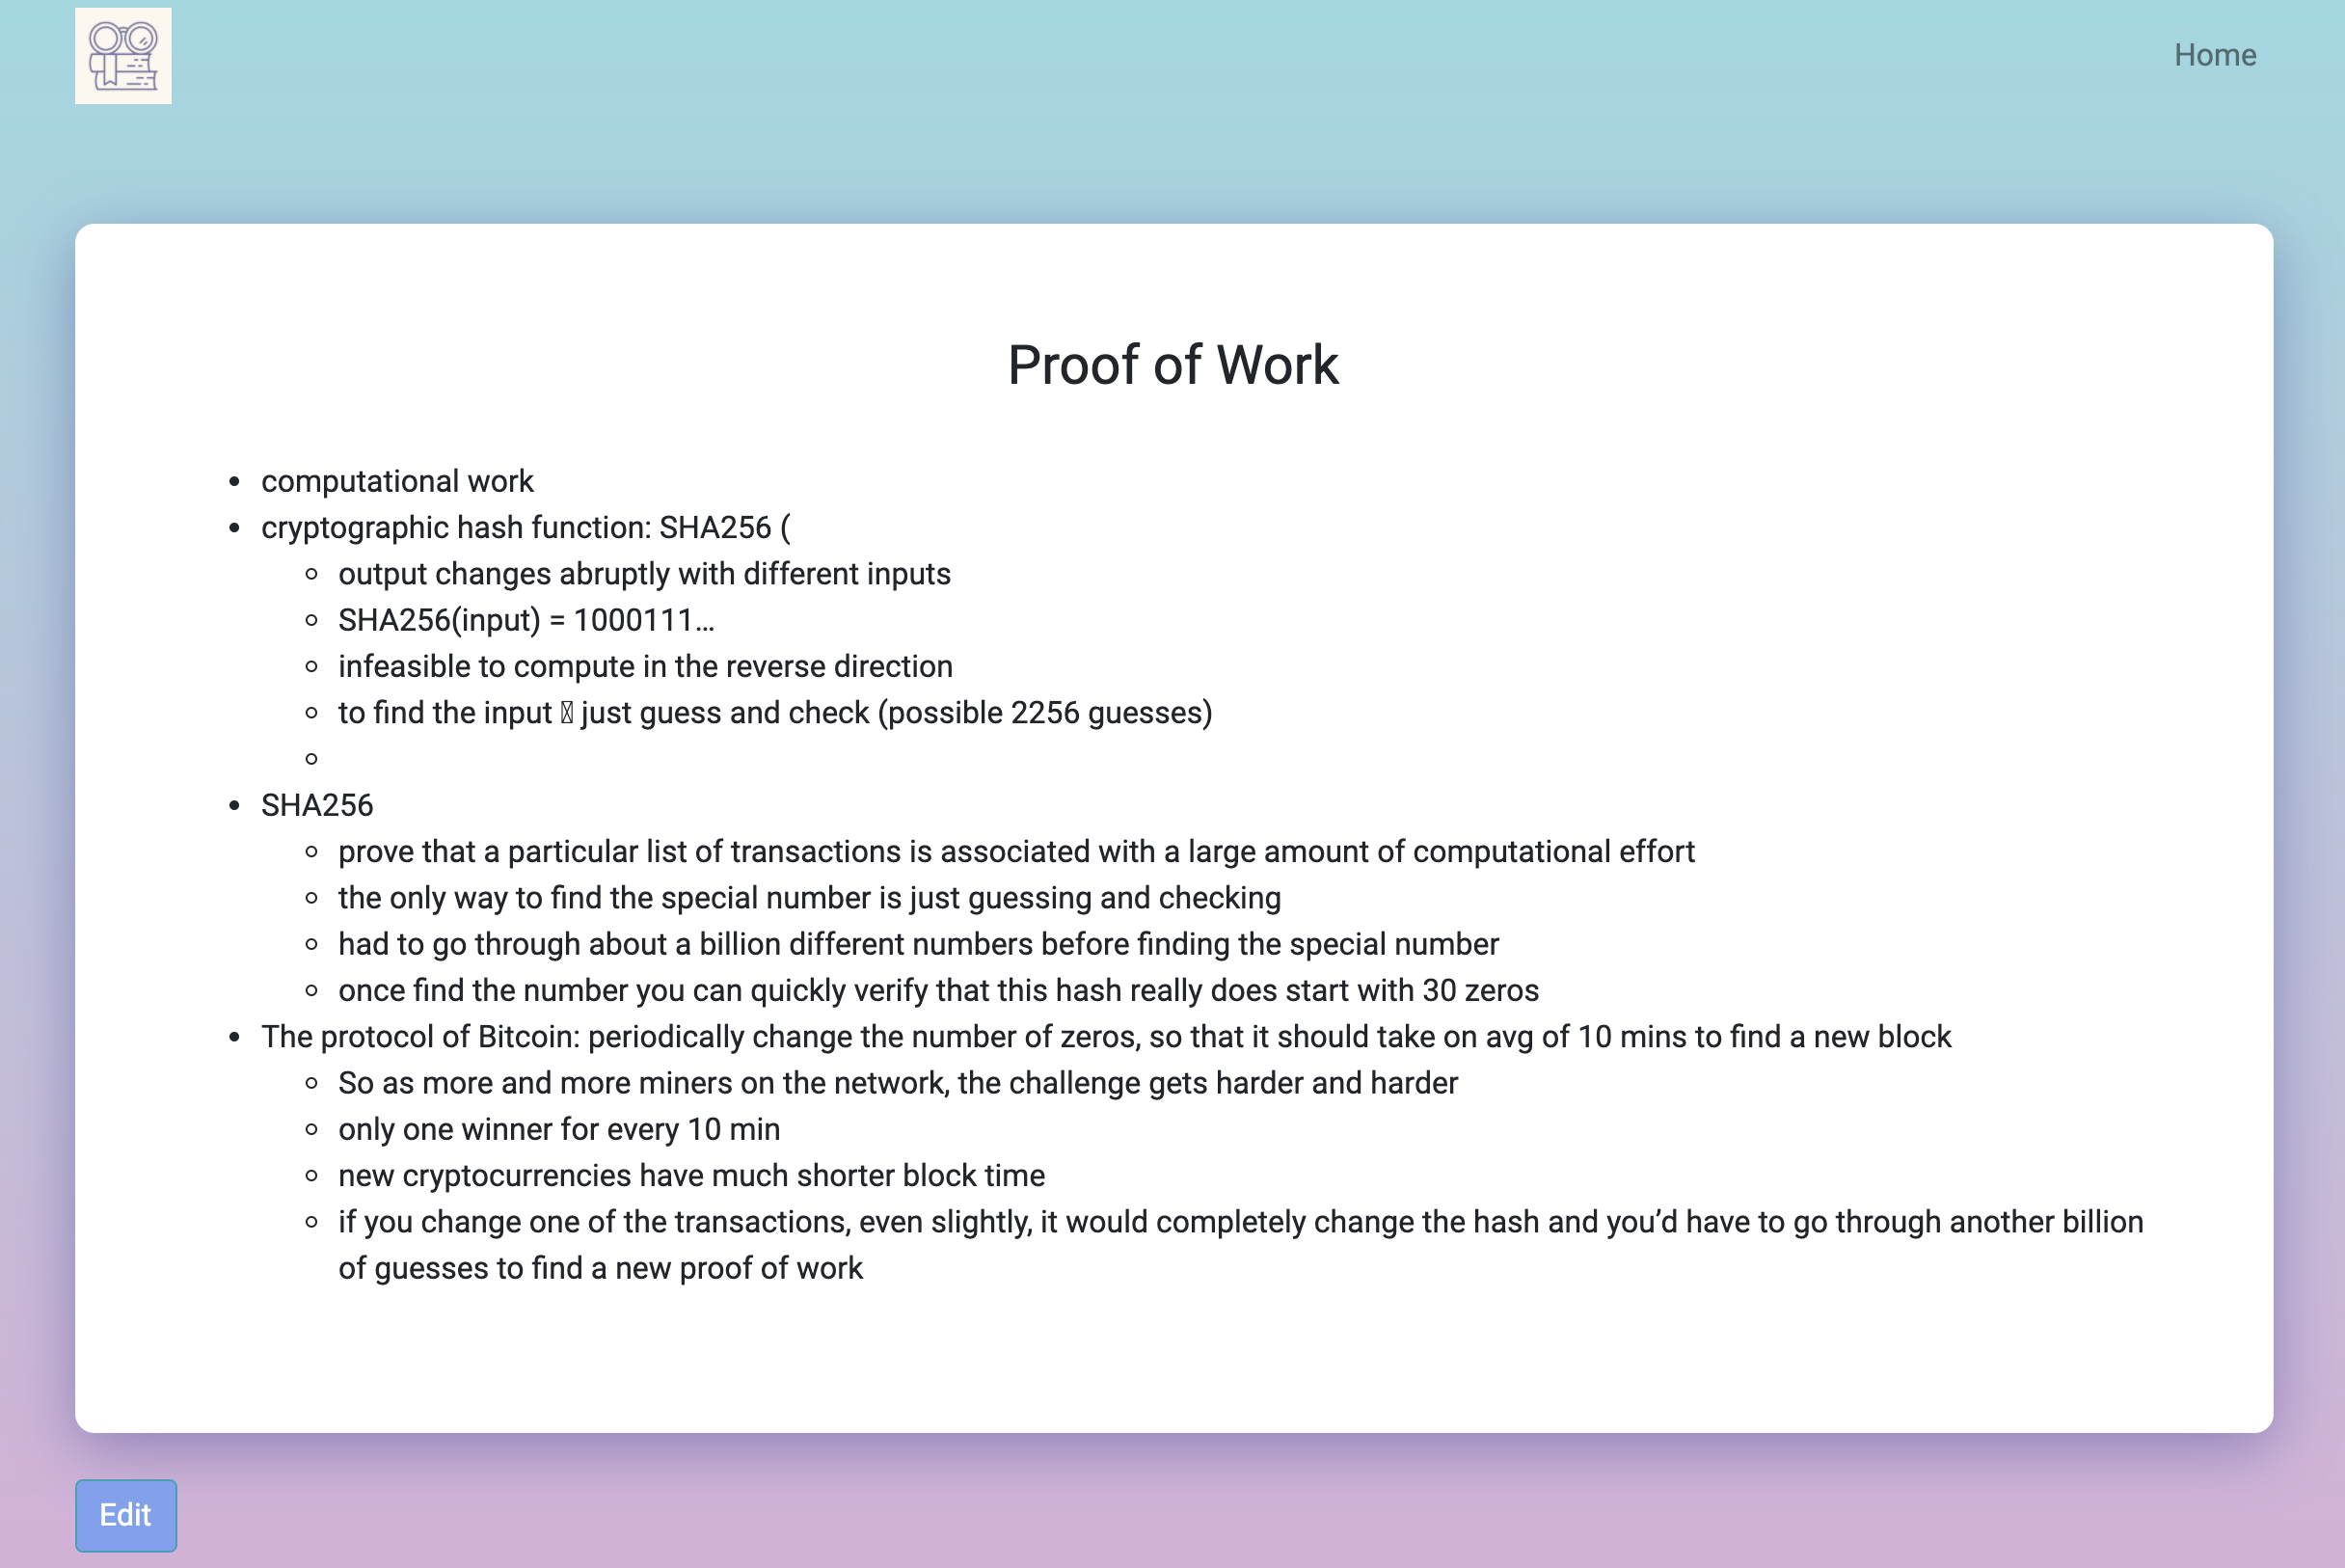 Home
Proof of Work
computational work
cryptographic hash function: SHA256 (
output changes abruptly with different inputs
SHA256(input) = 1000111…
infeasible to compute in the reverse direction
to find the input just guess and check (possible 2256 guesses)
SHA256
prove that a particular list of transactions is associated with a large amount of computational effort
the only way to find the special number is just guessing and checking
had to go through about a billion different numbers before finding the special number
once find the number you can quickly verify that this hash really does start with 30 zeros
The protocol of Bitcoin: periodically change the number of zeros, so that it should take on avg of 10 mins to find a new block
So as more and more miners on the network, the challenge gets harder and harder
only one winner for every 10 min
new cryptocurrencies have much shorter block time
if you change one of the transactions, even slightly, it would completely change the hash and you’d have to go through another billion
of guesses to find a new proof of work
Edit